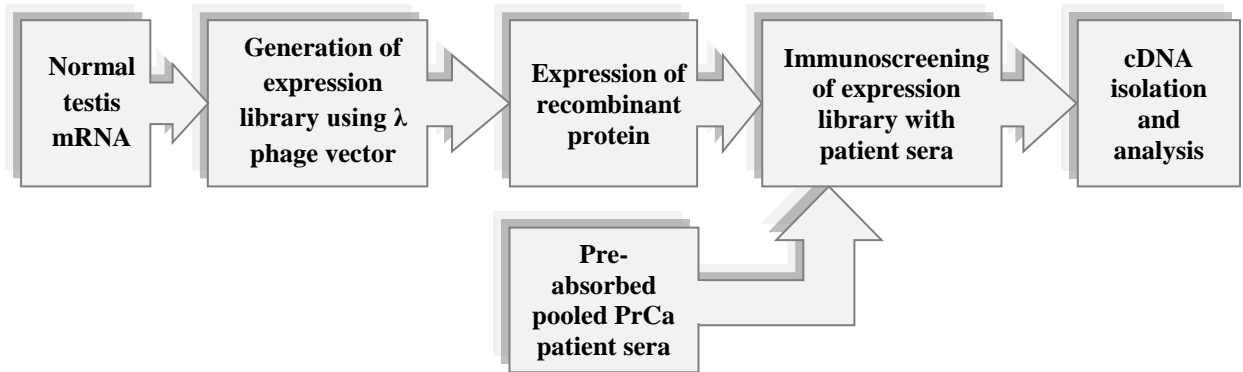 Normal
testis
mRNA
Generation of
expression
library using λ
phage vector
Expression of
recombinant
protein
Immunoscreening
of expression
library with
patient sera
cDNA
isolation
and
analysis
Pre-
absorbed
pooled PrCa
patient sera